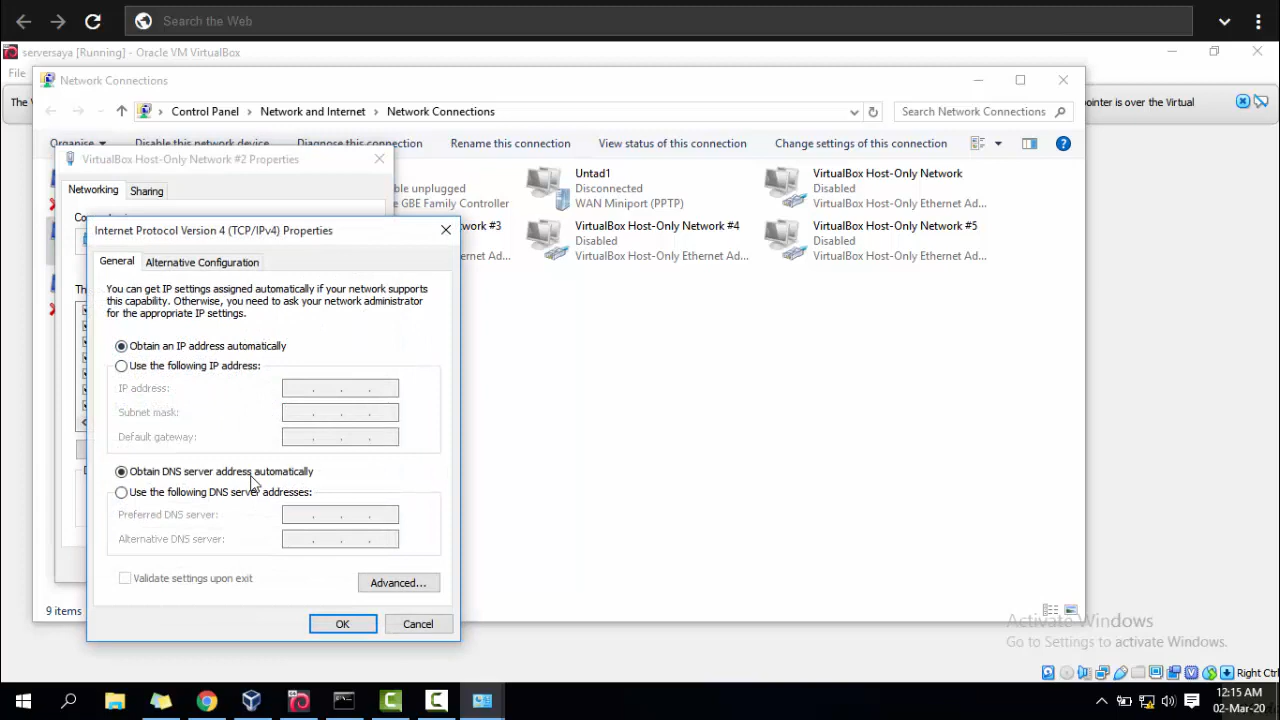 Search the Web
serversaya [Running] - Oracle VM VirtualBox
File
The V
ointer is over the Virtual
Network Connections
Control Panel
Network and Internet
Network Connections
Search Network Connections
Organise
Disable this network device
Diagnose this connection
Rename this connection
View status of this connection
Change settings of this connection
VirtualBox Host-Only Network #2 Properties
Networking
Sharing
Co
Th
ble unplugged
GBE Family Controller
Untad1
Disconnected
WAN Miniport (PPTP)
VirtualBox Host-Only Network
Disabled
VirtualBox Host-Only Ethernet Ad...
work #3
ernet Ad...
VirtualBox Host-Only Network #4
Disabled
VirtualBox Host-Only Ethernet Ad...
VirtualBox Host-Only Network #5
Disabled
VirtualBox Host-Only Ethernet Ad...
Internet Protocol Version 4 (TCP/IPv4) Properties
General
Alternative Configuration
You can get IP settings assigned automatically if your network supports
this capability. Otherwise, you need to ask your network administrator
for the appropriate IP settings.
Obtain an IP address automatically
Use the following IP address:
IP address:
Subnet mask:
Default gateway:
Obtain DNS server address automatically
Use the following DNS server addresses:
Preferred DNS server:
Alternative DNS server:
Validate settings upon exit
Advanced...
OK
Cancel
9 items
Activate Windows
Go to Settings to activate Windows.
Right Ctrl
12:15 AM
02-Mar-20